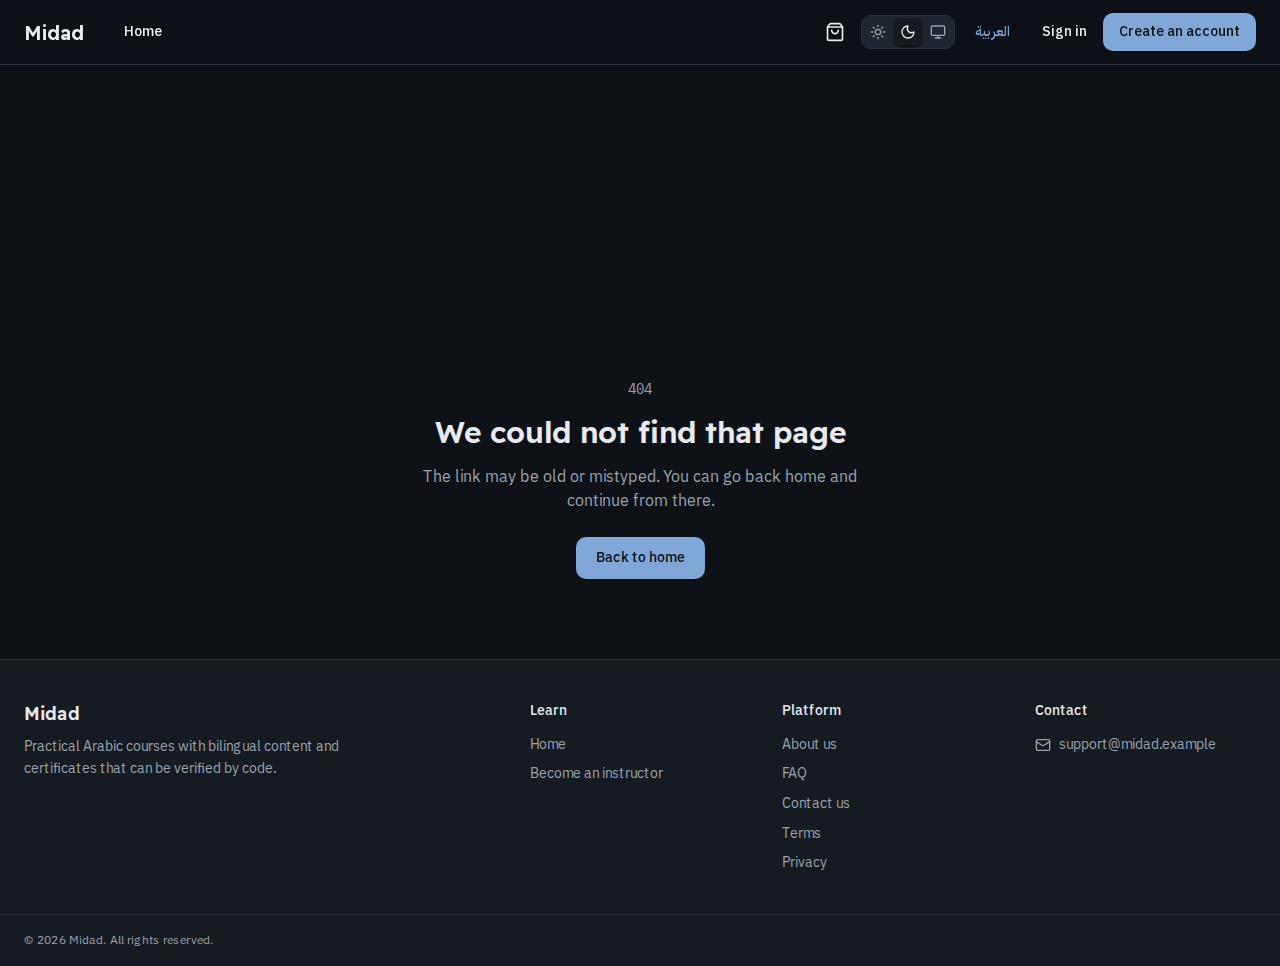 Midad
Home
العربية
Sign in
Create an account
404
We could not find that page
The link may be old or mistyped. You can go back home and
continue from there.
Back to home
Midad
Practical Arabic courses with bilingual content and
certificates that can be verified by code.
Learn
Home
Become an instructor
Platform
About us
FAQ
Contact us
Terms
Privacy
Contact
support@midad.example
© 2026 Midad. All rights reserved.